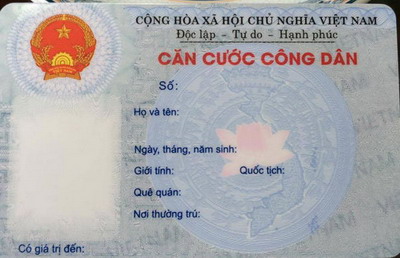 CỘNG HÒA XÃ HỘI CHỦ NGHĨA VIỆT NAM
Độc lập - Tự do - Hạnh phúc
CĂN CƯỚC CÔNG DÂN
Số:
Họ và tên:
Ngày, tháng, năm sinh:
Giới tính: Quốc tịch:
Quê quán:
Nơi thường trú:
Có giá trị đến: